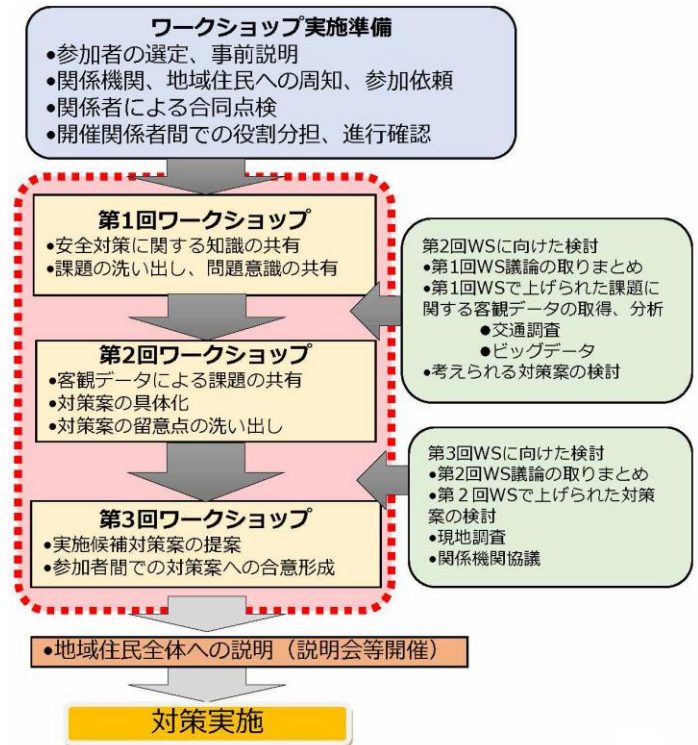 ワークショップ実施準備
•参加者の選定、事前説明
•関係機関、地域住民への周知、参加依頼
•関係者による合同点検
•開催関係者間での役割分担、進行確認
第1回ワークショップ
•安全対策に関する知識の共有
•課題の洗い出し、問題意識の共有
第2回WSに向けた検討
•第1回WS議論の取りまとめ
•第1回WSで上げられた課題に
関する客観データの取得、分析
●交通調査
●ビッグデータ
•考えられる対策案の検討
第2回ワークショップ
•客観データによる課題の共有
•対策案の具体化
•対策案の留意点の洗い出し
第3回WSに向けた検討
•第2回WS議論の取りまとめ
•第２回WSで上げられた対策
案の検討
•現地調査
•関係機関協議
第3回ワークショップ
•実施候補対策案の提案
•参加者間での対策案への合意形成
•地域住民全体への説明（説明会等開催）
対策実施